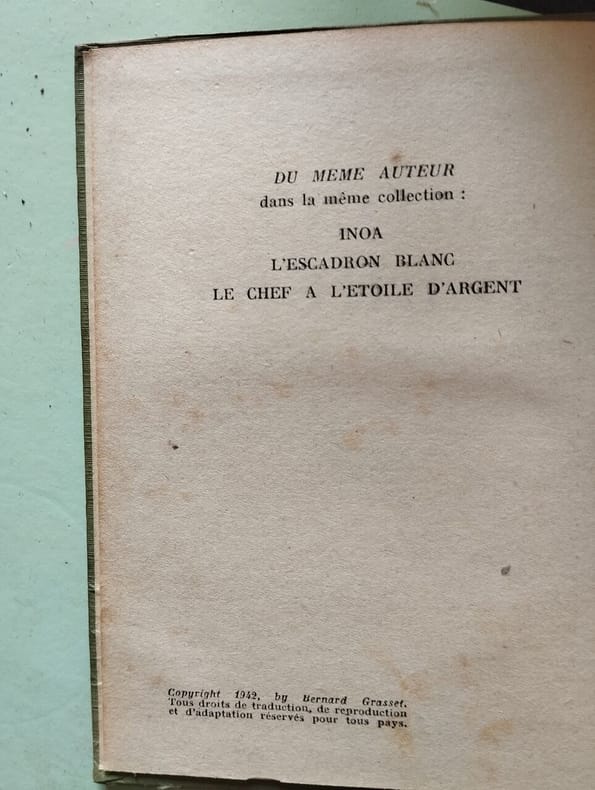 DU MEME AUTEUR
dans la même collection :
INOA
L'ESCADRON BLANC
LE CHEF A L'ETOILE D'ARGENT
Copyright 1942, by Bernard Grasset.
Tous droits de traduction, de reproduction
et d'adaptation réservés pour tous pays.